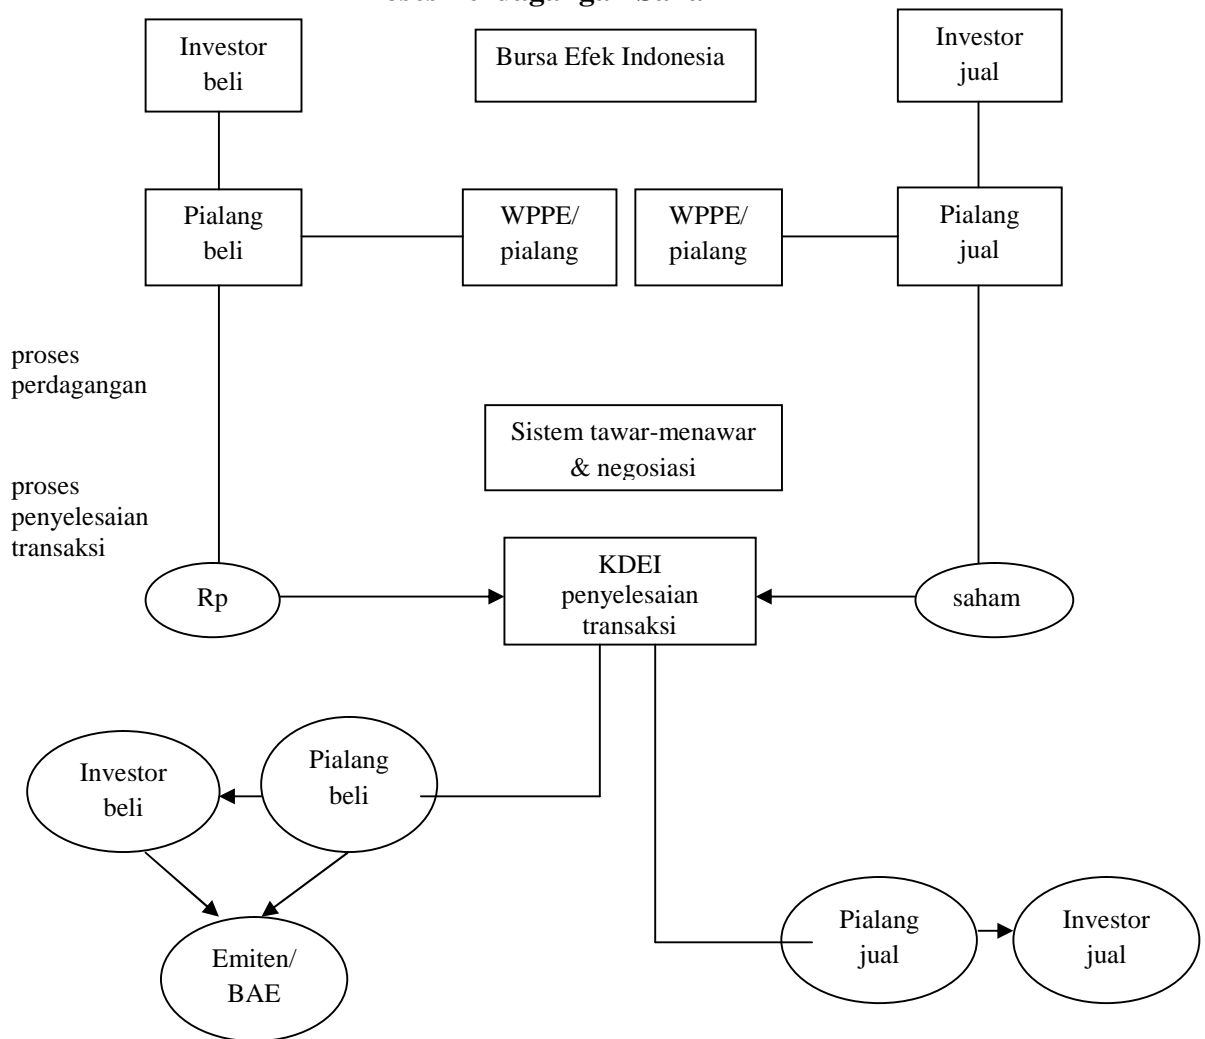 Investor
beli
Bursa Efek Indonesia
Investor
jual
Pialang
beli
WPPE/
pialang
WPPE/
pialang
Pialang
jual
proses
perdagangan
Sistem tawar-menawar
& negosiasi
proses
penyelesaian
transaksi
Rp
KDEI
penyelesaian
transaksi
saham
Investor
beli
Pialang
beli
Emiten/
BAE
Pialang
jual
Investor
jual